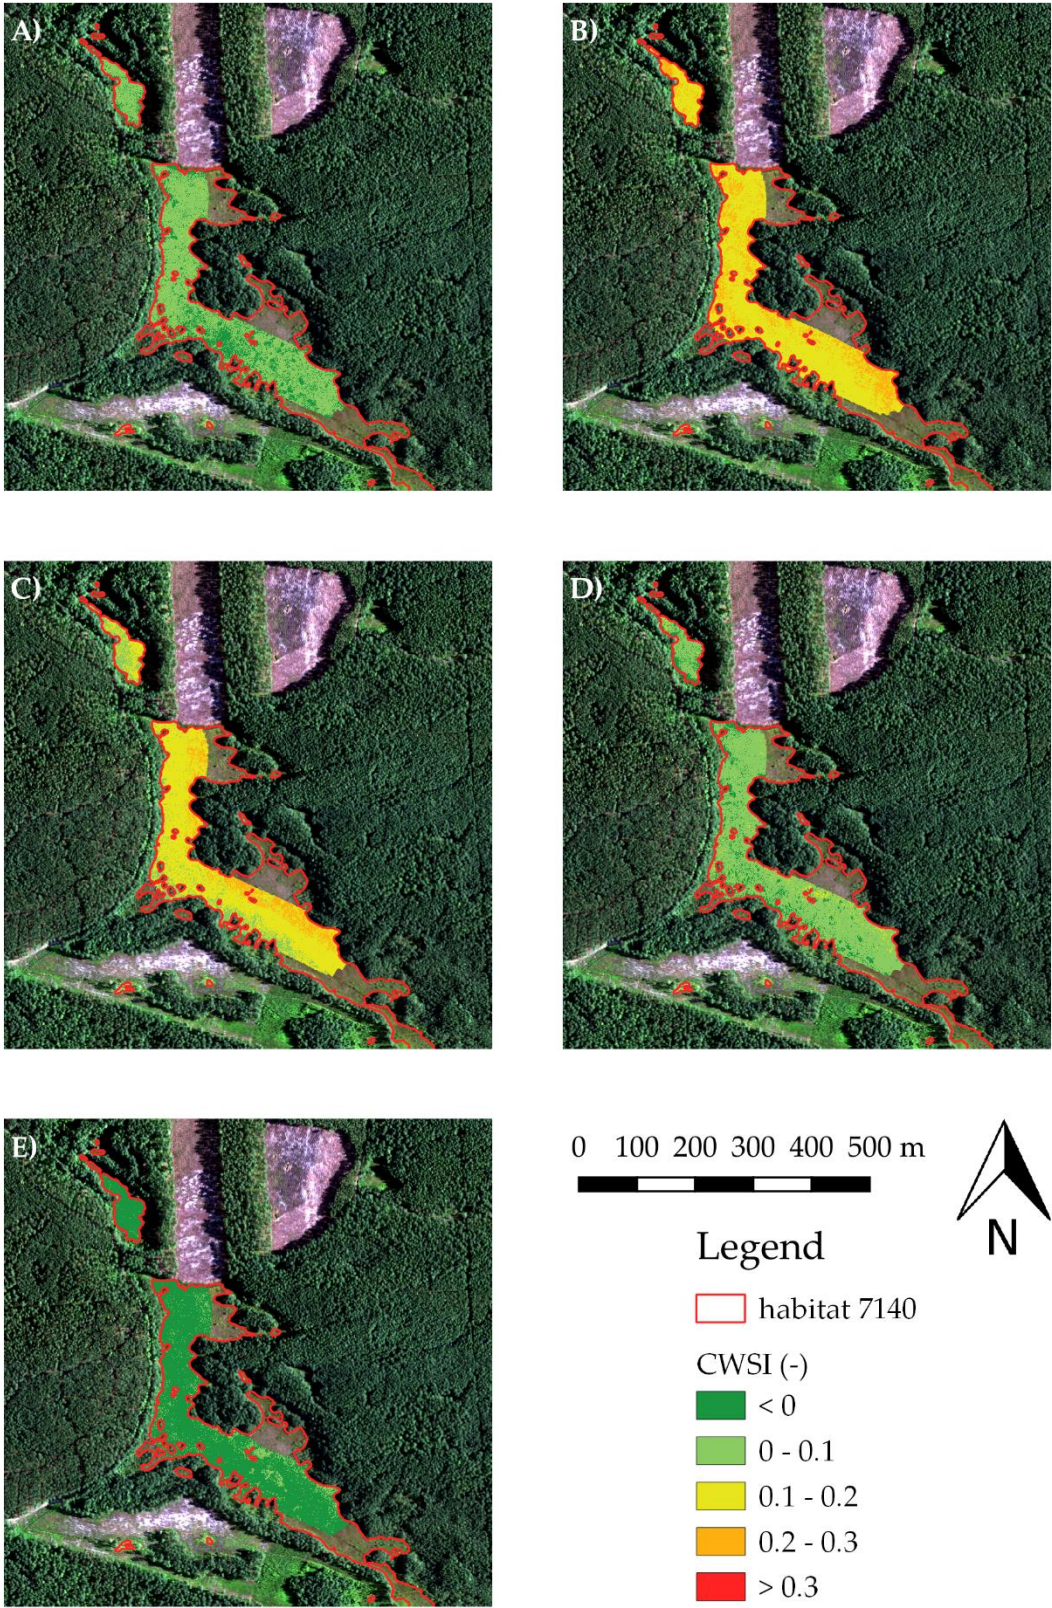 A)
B)
C)
D)
E)
0 100 200 300 400 500 m
N
Legend
habitat 7140
CWSI (-)
< 0
0 - 0.1
0.1 - 0.2
0.2 - 0.3
> 0.3